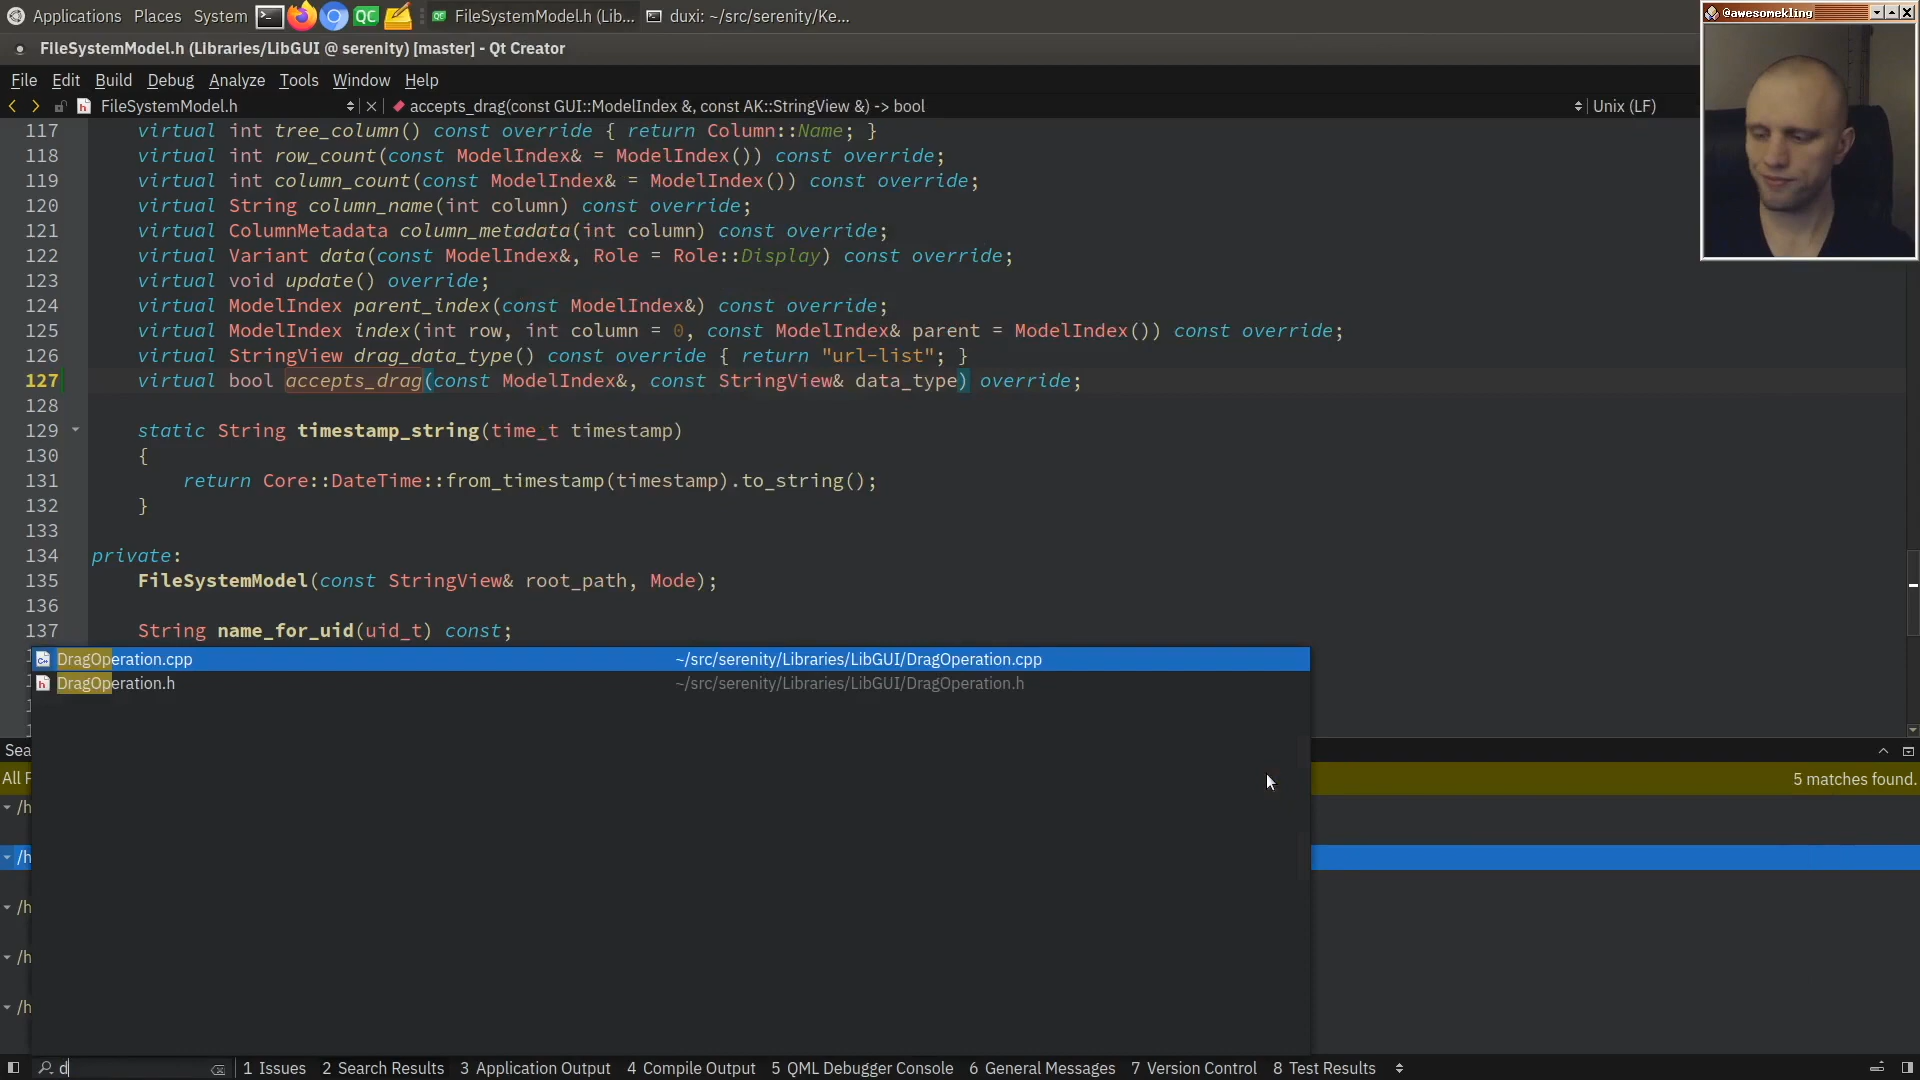 Applications Places System FileSystemModel.h (Lib... duxi: ~/src/serenity/Ke...
@awesomekling
FileSystemModel.h (Libraries/LibGUI @ serenity) [master] - Qt Creator
File Edit Build Debug Analyze Tools Window Help
FileSystemModel.h accepts_drag(const GUI::ModelIndex &, const AK::StringView &) -> bool Unix (LF)
117 virtual int tree_column() const override { return Column::Name; }
118 virtual int row_count(const ModelIndex& = ModelIndex()) const override;
119 virtual int column_count(const ModelIndex& = ModelIndex()) const override;
120 virtual String column_name(int column) const override;
121 virtual ColumnMetadata column_metadata(int column) const override;
122 virtual Variant data(const ModelIndex&, Role = Role::Display) const override;
123 virtual void update() override;
124 virtual ModelIndex parent_index(const ModelIndex&) const override;
125 virtual ModelIndex index(int row, int column = 0, const ModelIndex& parent = ModelIndex()) const override;
126 virtual StringView drag_data_type() const override { return "url-list"; }
127 virtual bool accepts_drag(const ModelIndex&, const StringView& data_type) override;
128
129 static String timestamp_string(time_t timestamp)
130 {
131 return Core::DateTime::from_timestamp(timestamp).to_string();
132 }
133
134 private:
135 FileSystemModel(const StringView& root_path, Mode);
136
137 String name_for_uid(uid_t) const;
DragOperation.cpp ~/src/serenity/Libraries/LibGUI/DragOperation.cpp
DragOperation.h ~/src/serenity/Libraries/LibGUI/DragOperation.h
Sea
All F 5 matches found.
/h
/h
/h
/h
/h
d 1 Issues 2 Search Results 3 Application Output 4 Compile Output 5 QML Debugger Console 6 General Messages 7 Version Control 8 Test Results